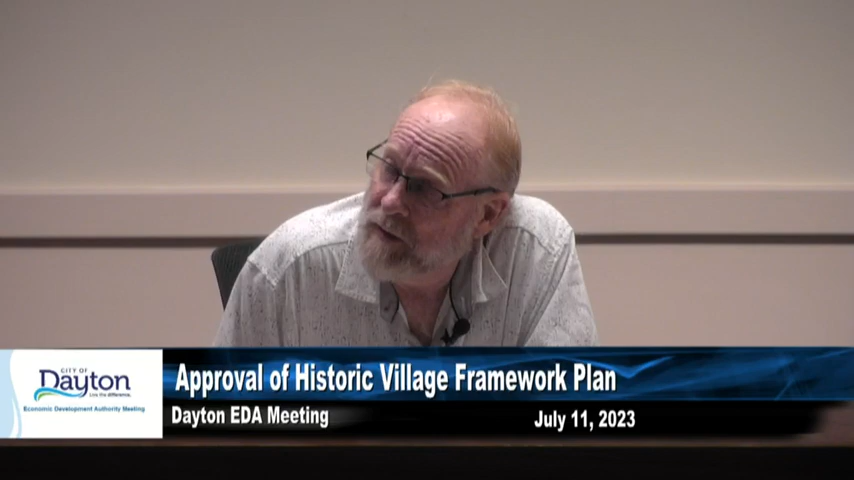 Approval of Historic Village Framework Plan
CITY OF
Dayton
Live the difference.
Economic Development Authority Meeting
Dayton EDA Meeting
July 11, 2023